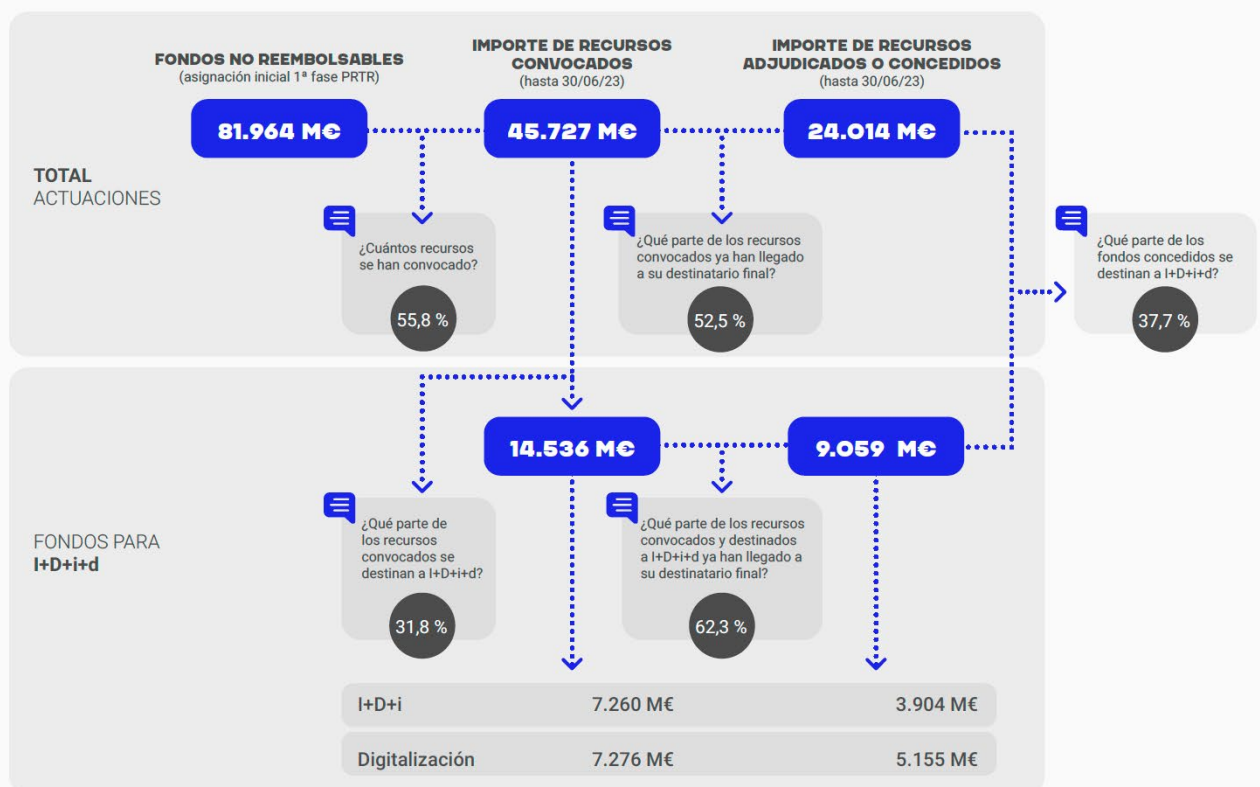 FONDOS NO REEMBOLSABLES
(asignación inicial 1ª fase PRTR)
IMPORTE DE RECURSOS
CONVOCADOS
(hasta 30/06/23)
IMPORTE DE RECURSOS
ADJUDICADOS O CONCEDIDOS
(hasta 30/06/23)
81.964 M€
45.727 M€
24.014 M€
TOTAL
ACTUACIONES
¿Cuántos recursos
se han convocado?
55,8 %
¿Qué parte de los recursos
convocados ya han llegado
a su destinatario final?
52,5 %
¿Qué parte de los
fondos concedidos se
destinan a I+D+i+d?
37,7 %
14.536 M€
9.059 M€
FONDOS PARA
I+D+i+d
¿Qué parte de
los recursos
convocados se
destinan a I+D+i+d?
31,8 %
¿Qué parte de los recursos
convocados y destinados
a I+D+i+d ya han llegado a
su destinatario final?
62,3 %
I+D+i 7.260 M€ 3.904 M€
Digitalización 7.276 M€ 5.155 M€